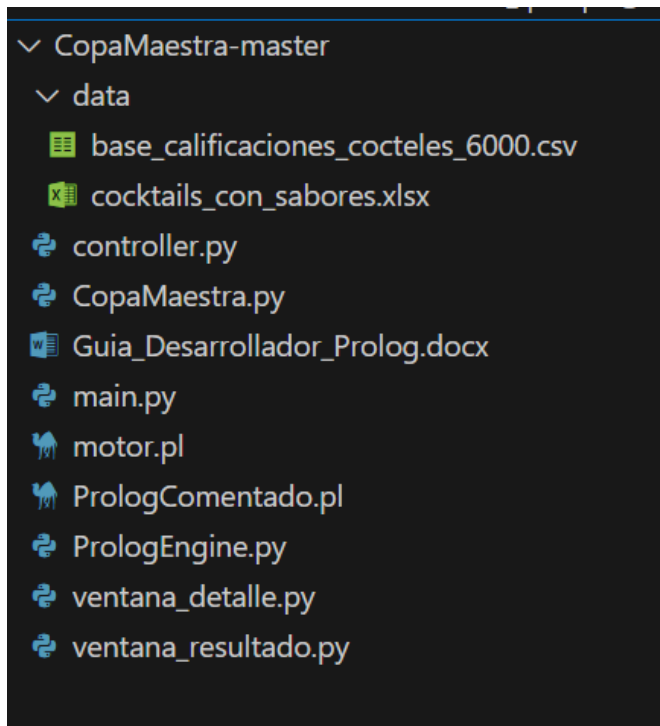 CopaMaestra-master
data
base_calificaciones_cocteles_6000.csv
cocktails_con_sabores.xlsx
controller.py
CopaMaestra.py
Guia_Desarrollador_Prolog.docx
main.py
motor.pl
PrologComentado.pl
PrologEngine.py
ventana_detalle.py
ventana_resultado.py